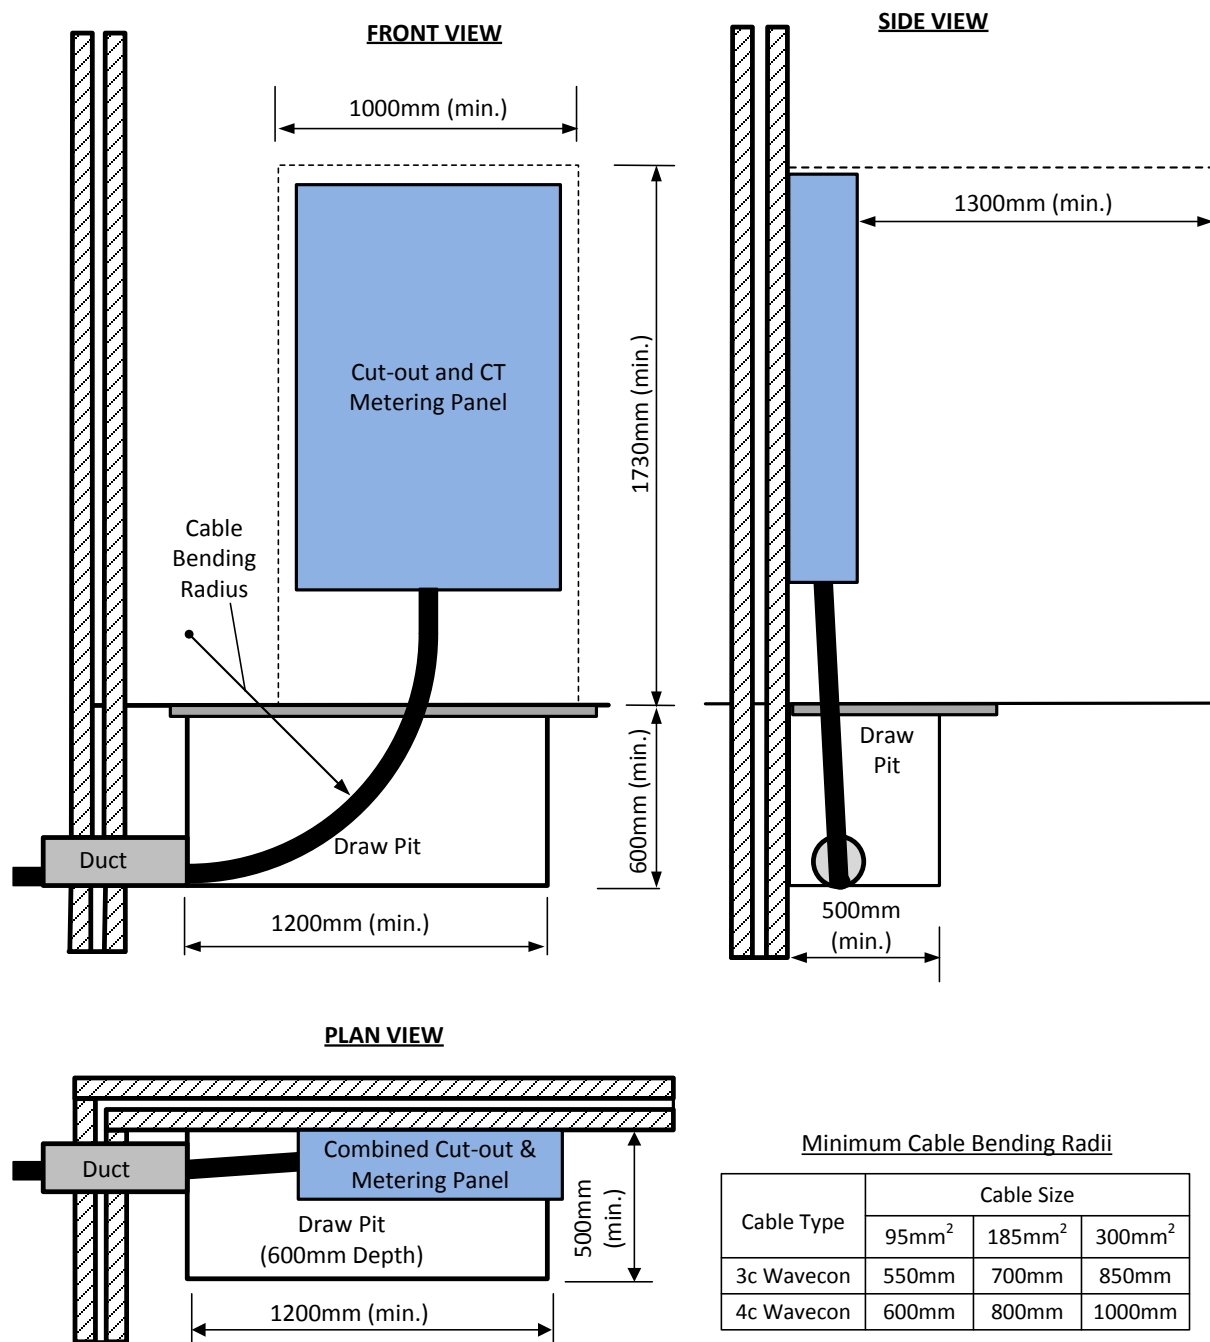 FRONT VIEW
1000mm (min.)
Cut-out and CT
Metering Panel
Cable
Bending
Radius
1730mm (min.)
600mm (min.)
Duct
Draw Pit
1200mm (min.)
SIDE VIEW
1300mm (min.)
Draw
Pit
500mm
(min.)
PLAN VIEW
Duct
Combined Cut-out &
Metering Panel
Draw Pit
(600mm Depth)
500mm
(min.)
1200mm (min.)
Minimum Cable Bending Radii
Cable Type
Cable Size
95mm² 185mm² 300mm²
3c Wavecon 550mm 700mm 850mm
4c Wavecon 600mm 800mm 1000mm